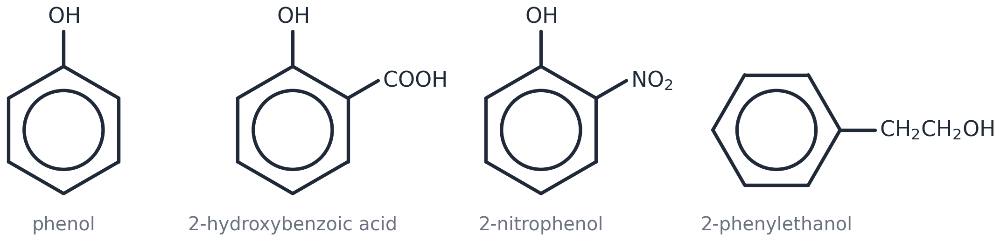 OH
OH
OH
COOH
NO₂
CH₂CH₂OH
phenol
2-hydroxybenzoic acid
2-nitrophenol
2-phenylethanol